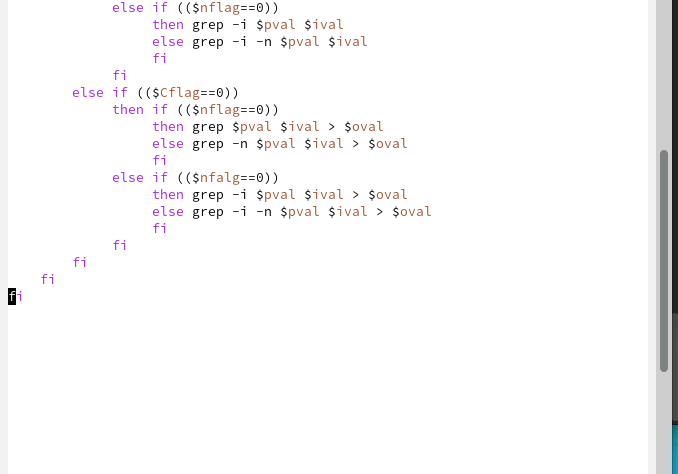 else if (($nflag==0))
then grep -i $pval $ival
else grep -i -n $pval $ival
fi
fi
else if (($Cflag==0))
then if (($nflag==0))
then grep $pval $ival > $oval
else grep -n $pval $ival > $oval
fi
else if (($nfalg==0))
then grep -i $pval $ival > $oval
else grep -i -n $pval $ival > $oval
fi
fi
fi
fi
fi